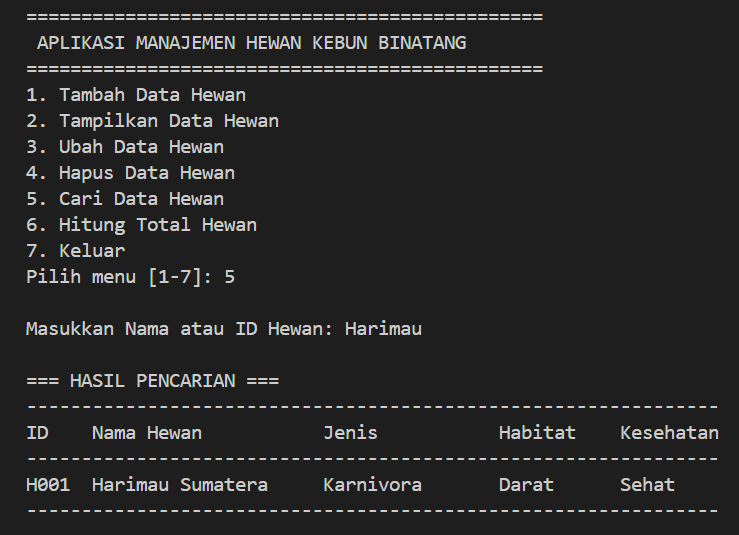 ===============================================
APLIKASI MANAJEMEN HEWAN KEBUN BINATANG
===============================================
1. Tambah Data Hewan
2. Tampilkan Data Hewan
3. Ubah Data Hewan
4. Hapus Data Hewan
5. Cari Data Hewan
6. Hitung Total Hewan
7. Keluar
Pilih menu [1-7]: 5
Masukkan Nama atau ID Hewan: Harimau
=== HASIL PENCARIAN ===
---------------------------------------------------------------
ID    Nama Hewan           Jenis           Habitat    Kesehatan
---------------------------------------------------------------
H001  Harimau Sumatera     Karnivora       Darat      Sehat
---------------------------------------------------------------